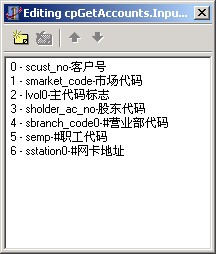 Editing cpGetAccounts.Inpu...
0 - scust_no-客户号
1 - smarket_code-市场代码
2 - lvol0-主代码标志
3 - sholder_ac_no-股东代码
4 - sbranch_code0-#营业部代码
5 - semp-#职工代码
6 - sstation0-#网卡地址